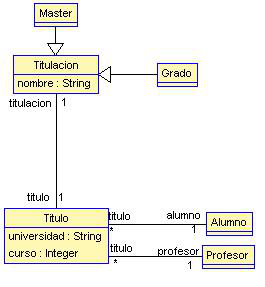 Master
Titulacion
nombre : String
Grado
titulacion 1
titulo 1
Titulo
universidad : String
curso : Integer
titulo alumno
* 1
Alumno
titulo profesor
* 1
Profesor